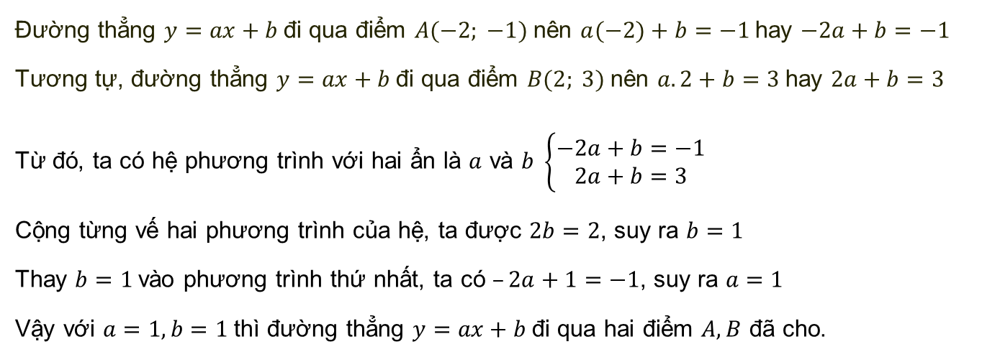 Đường thẳng y = ax + b đi qua điểm A(−2; −1) nên a(−2) + b = −1 hay −2a + b = −1
Tương tự, đường thẳng y = ax + b đi qua điểm B(2; 3) nên a. 2 + b = 3 hay 2a + b = 3
Từ đó, ta có hệ phương trình với hai ẩn là a và b {−2a + b = −1
2a + b = 3
Cộng từng vế hai phương trình của hệ, ta được 2b = 2, suy ra b = 1
Thay b = 1 vào phương trình thứ nhất, ta có – 2a + 1 = −1, suy ra a = 1
Vậy với a = 1, b = 1 thì đường thẳng y = ax + b đi qua hai điểm A, B đã cho.